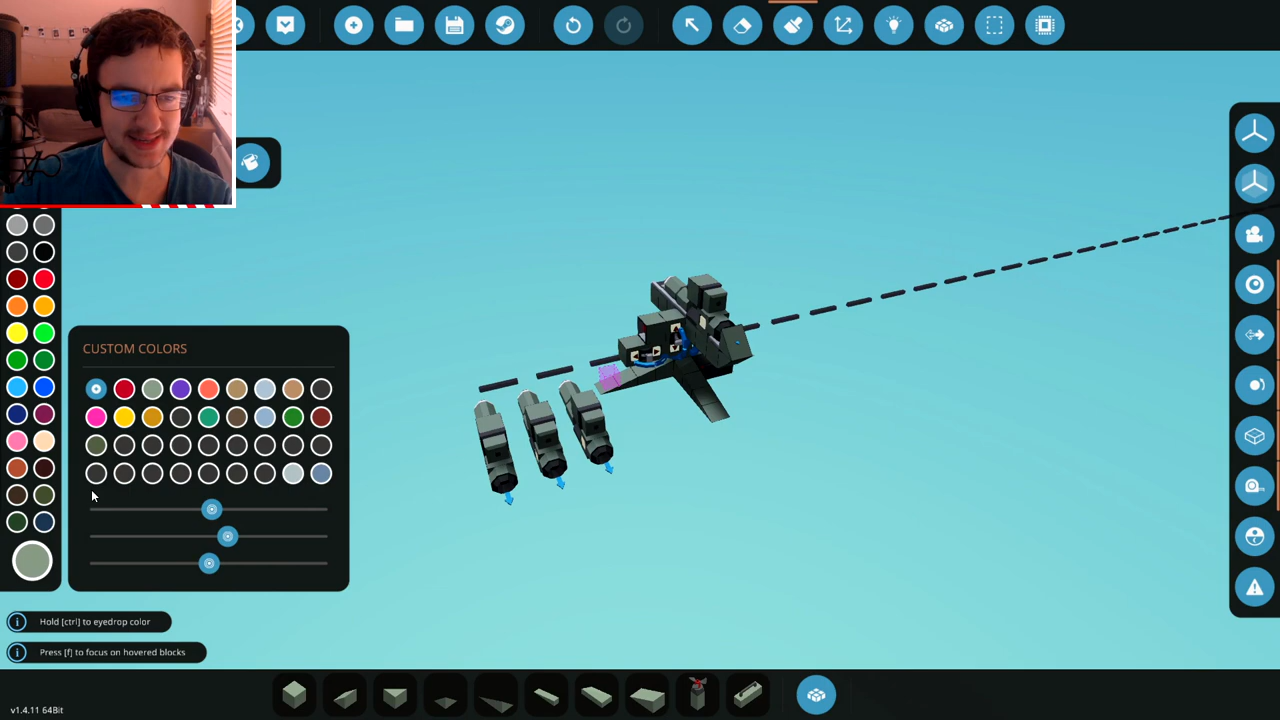 CUSTOM COLORS
Hold [ctrl] to eyedrop color
Press [f] to focus on hovered blocks
v1.4.11 64Bit